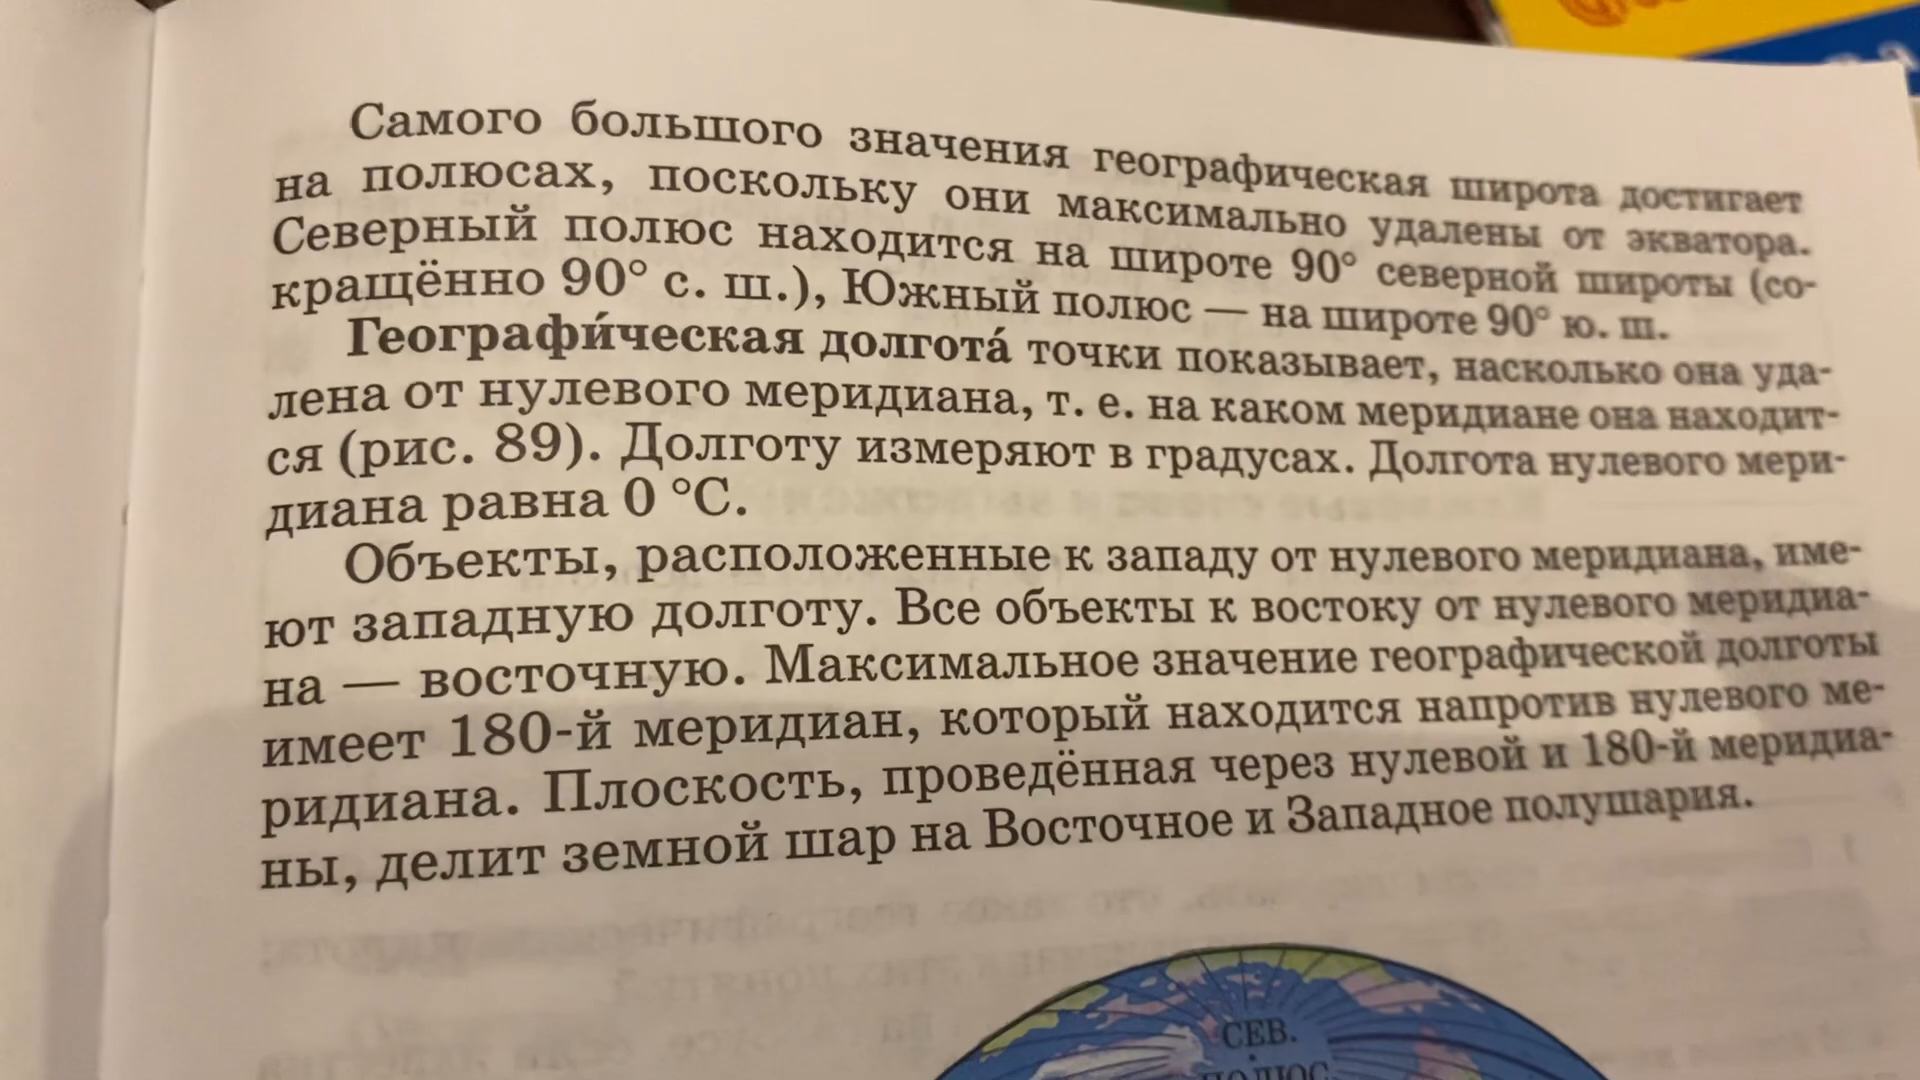 Самого большого значения географическая широта достигает
на полюсах, поскольку они максимально удалены от экватора.
Северный полюс находится на широте 90° северной широты (со-
кращённо 90° с. ш.), Южный полюс — на широте 90° ю. ш.
Географи́ческая долгота́ точки показывает, насколько она уда-
лена от нулевого меридиана, т. е. на каком меридиане она находит-
ся (рис. 89). Долготу измеряют в градусах. Долгота нулевого мери-
диана равна 0 °С.
Объекты, расположенные к западу от нулевого меридиана, име-
ют западную долготу. Все объекты к востоку от нулевого меридиа-
на — восточную. Максимальное значение географической долготы
имеет 180-й меридиан, который находится напротив нулевого ме-
ридиана. Плоскость, проведённая через нулевой и 180-й меридиа-
ны, делит земной шар на Восточное и Западное полушария.
СЕВ.
ПОЛЮС